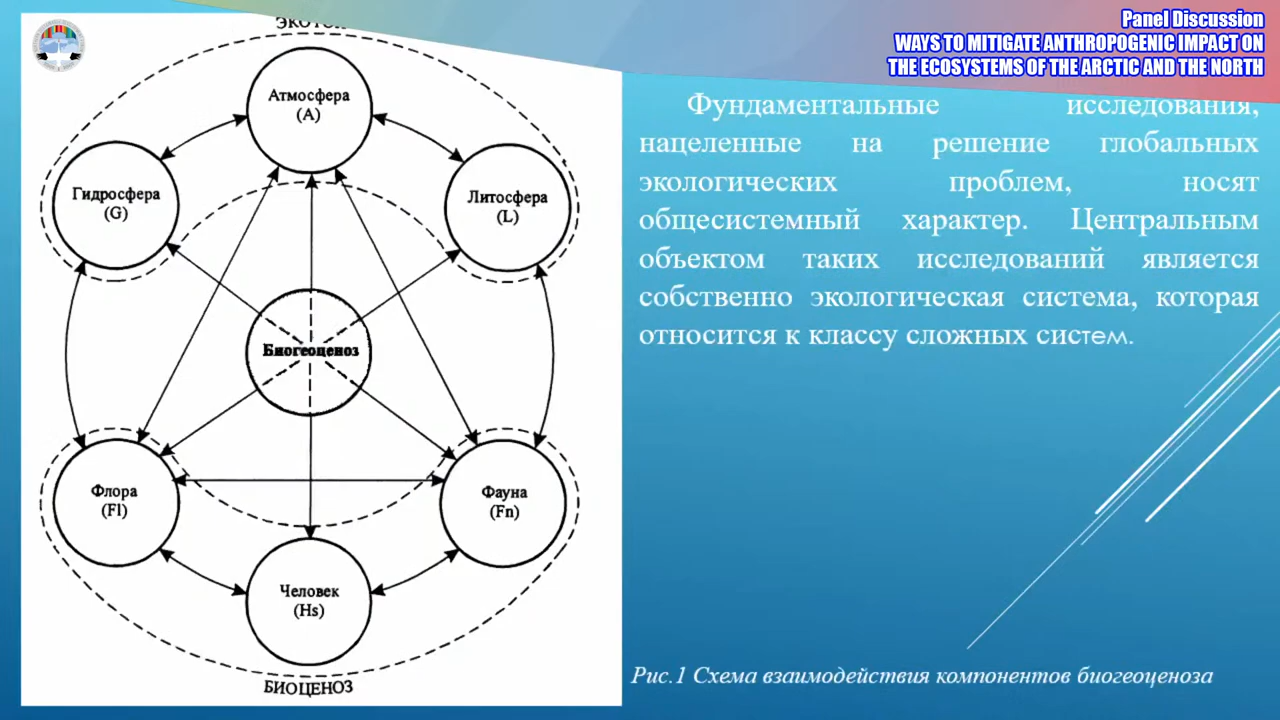 Panel Discussion
WAYS TO MITIGATE ANTHROPOGENIC IMPACT ON
THE ECOSYSTEMS OF THE ARCTIC AND THE NORTH
Атмосфера
(А)
Гидросфера
(G)
Литосфера
(L)
Биогеоценоз
Флора
(Fl)
Фауна
(Fn)
Человек
(Hs)
БИОЦЕНОЗ
Фундаментальные исследования,
нацеленные на решение глобальных
экологических проблем, носят
общесистемный характер. Центральным
объектом таких исследований является
собственно экологическая система, которая
относится к классу сложных систем.
Рис.1 Схема взаимодействия компонентов биогеоценоза